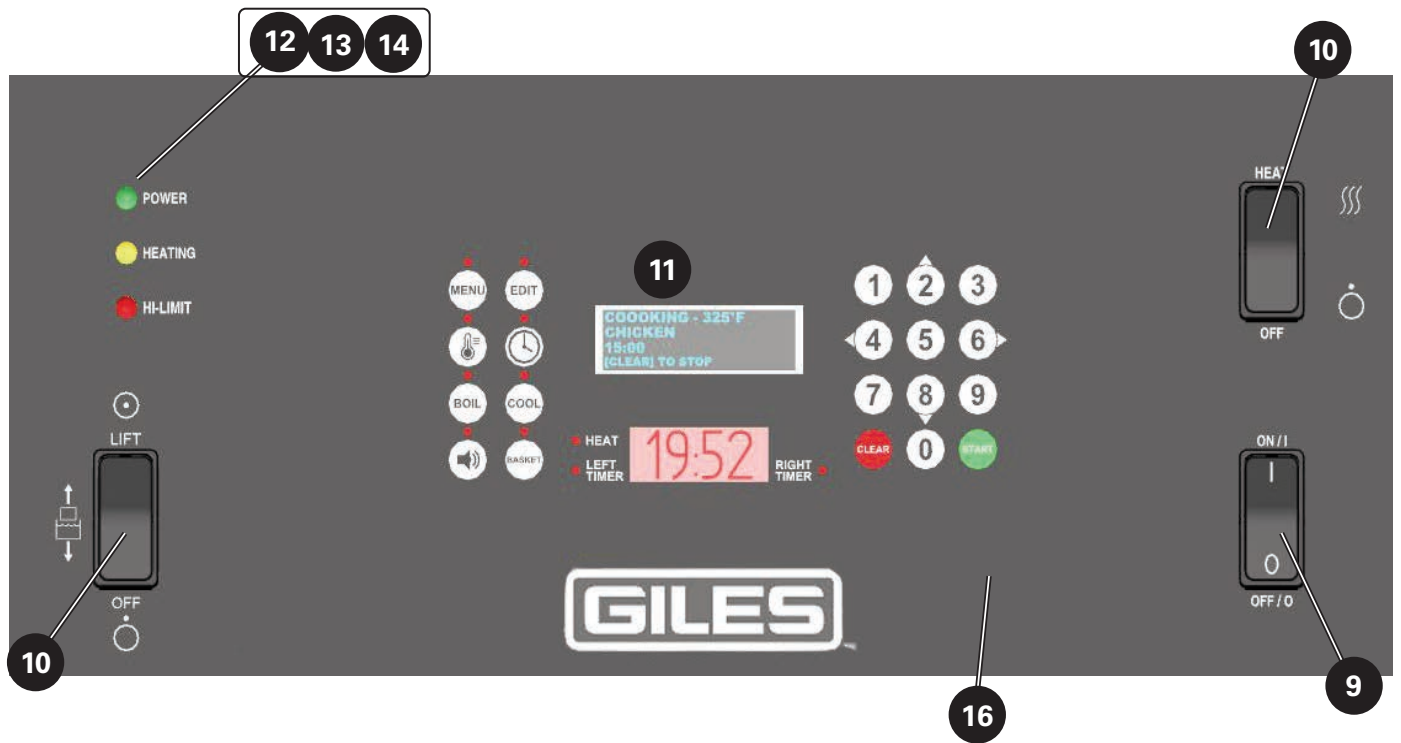 12 13 14
10
POWER
HEATING
HI-LIMIT
LIFT
OFF
10
MENU EDIT
BOIL COOL
BASKET
11
COOOKING - 325°F
CHICKEN
15:00
[CLEAR] TO STOP
HEAT
LEFT
TIMER
19:52
RIGHT
TIMER
1 2 3
4 5 6
7 8 9
CLEAR 0 START
GILES
16
HEAT
OFF
ON / I
I
O
OFF / O
9